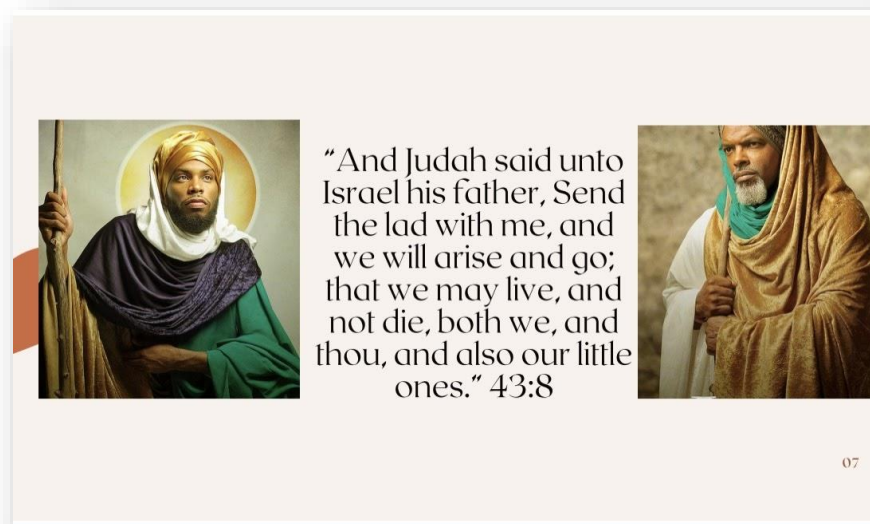 “And Judah said unto
Israel his father, Send
the lad with me, and
we will arise and go;
that we may live, and
not die, both we, and
thou, and also our little
ones.” 43:8
07